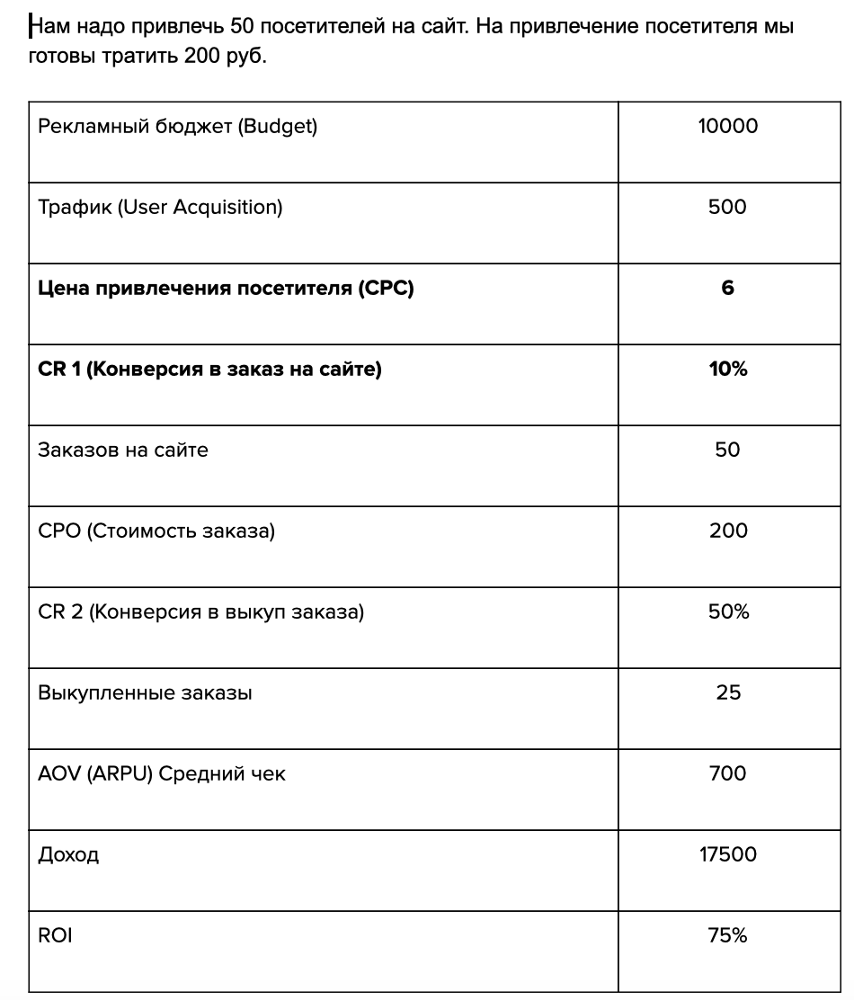 Нам надо привлечь 50 посетителей на сайт. На привлечение посетителя мы
готовы тратить 200 руб.
Рекламный бюджет (Budget) 10000
Трафик (User Acquisition) 500
Цена привлечения посетителя (CPC) 6
CR 1 (Конверсия в заказ на сайте) 10%
Заказов на сайте 50
CPO (Стоимость заказа) 200
CR 2 (Конверсия в выкуп заказа) 50%
Выкупленные заказы 25
AOV (ARPU) Средний чек 700
Доход 17500
ROI 75%